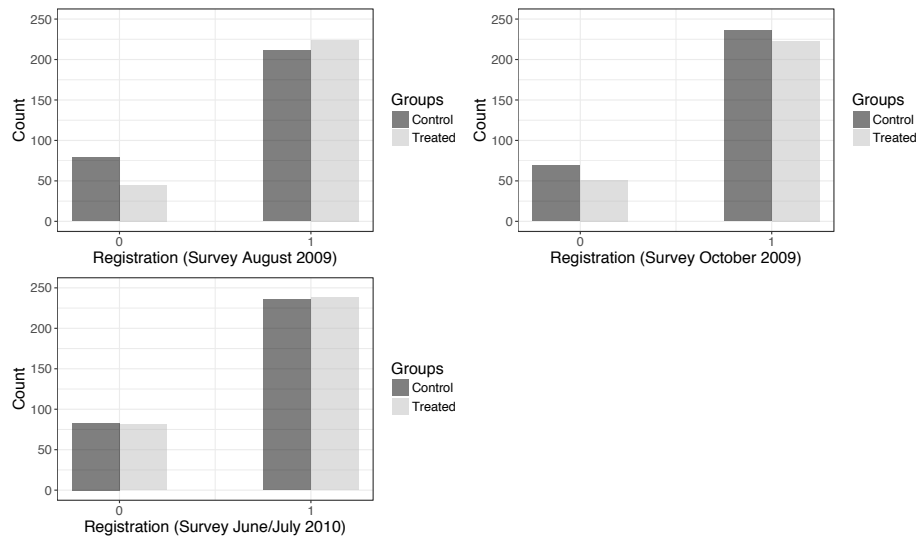 250
200
150
100
50
0
Count
0 1
Registration (Survey August 2009)
Groups
Control
Treated
250
200
150
100
50
0
Count
0 1
Registration (Survey October 2009)
Groups
Control
Treated
250
200
150
100
50
0
Count
0 1
Registration (Survey June/July 2010)
Groups
Control
Treated